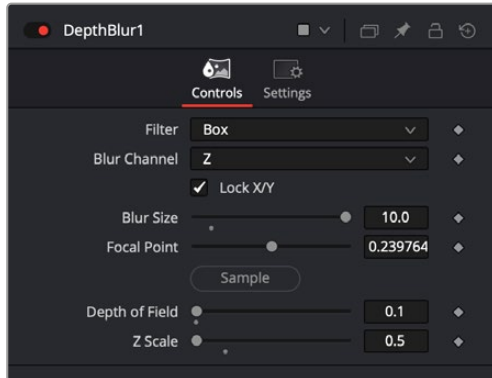 DepthBlur1
Controls Settings
Filter Box
Blur Channel Z
Lock X/Y
Blur Size 10.0
Focal Point 0.239764
Sample
Depth of Field 0.1
Z Scale 0.5